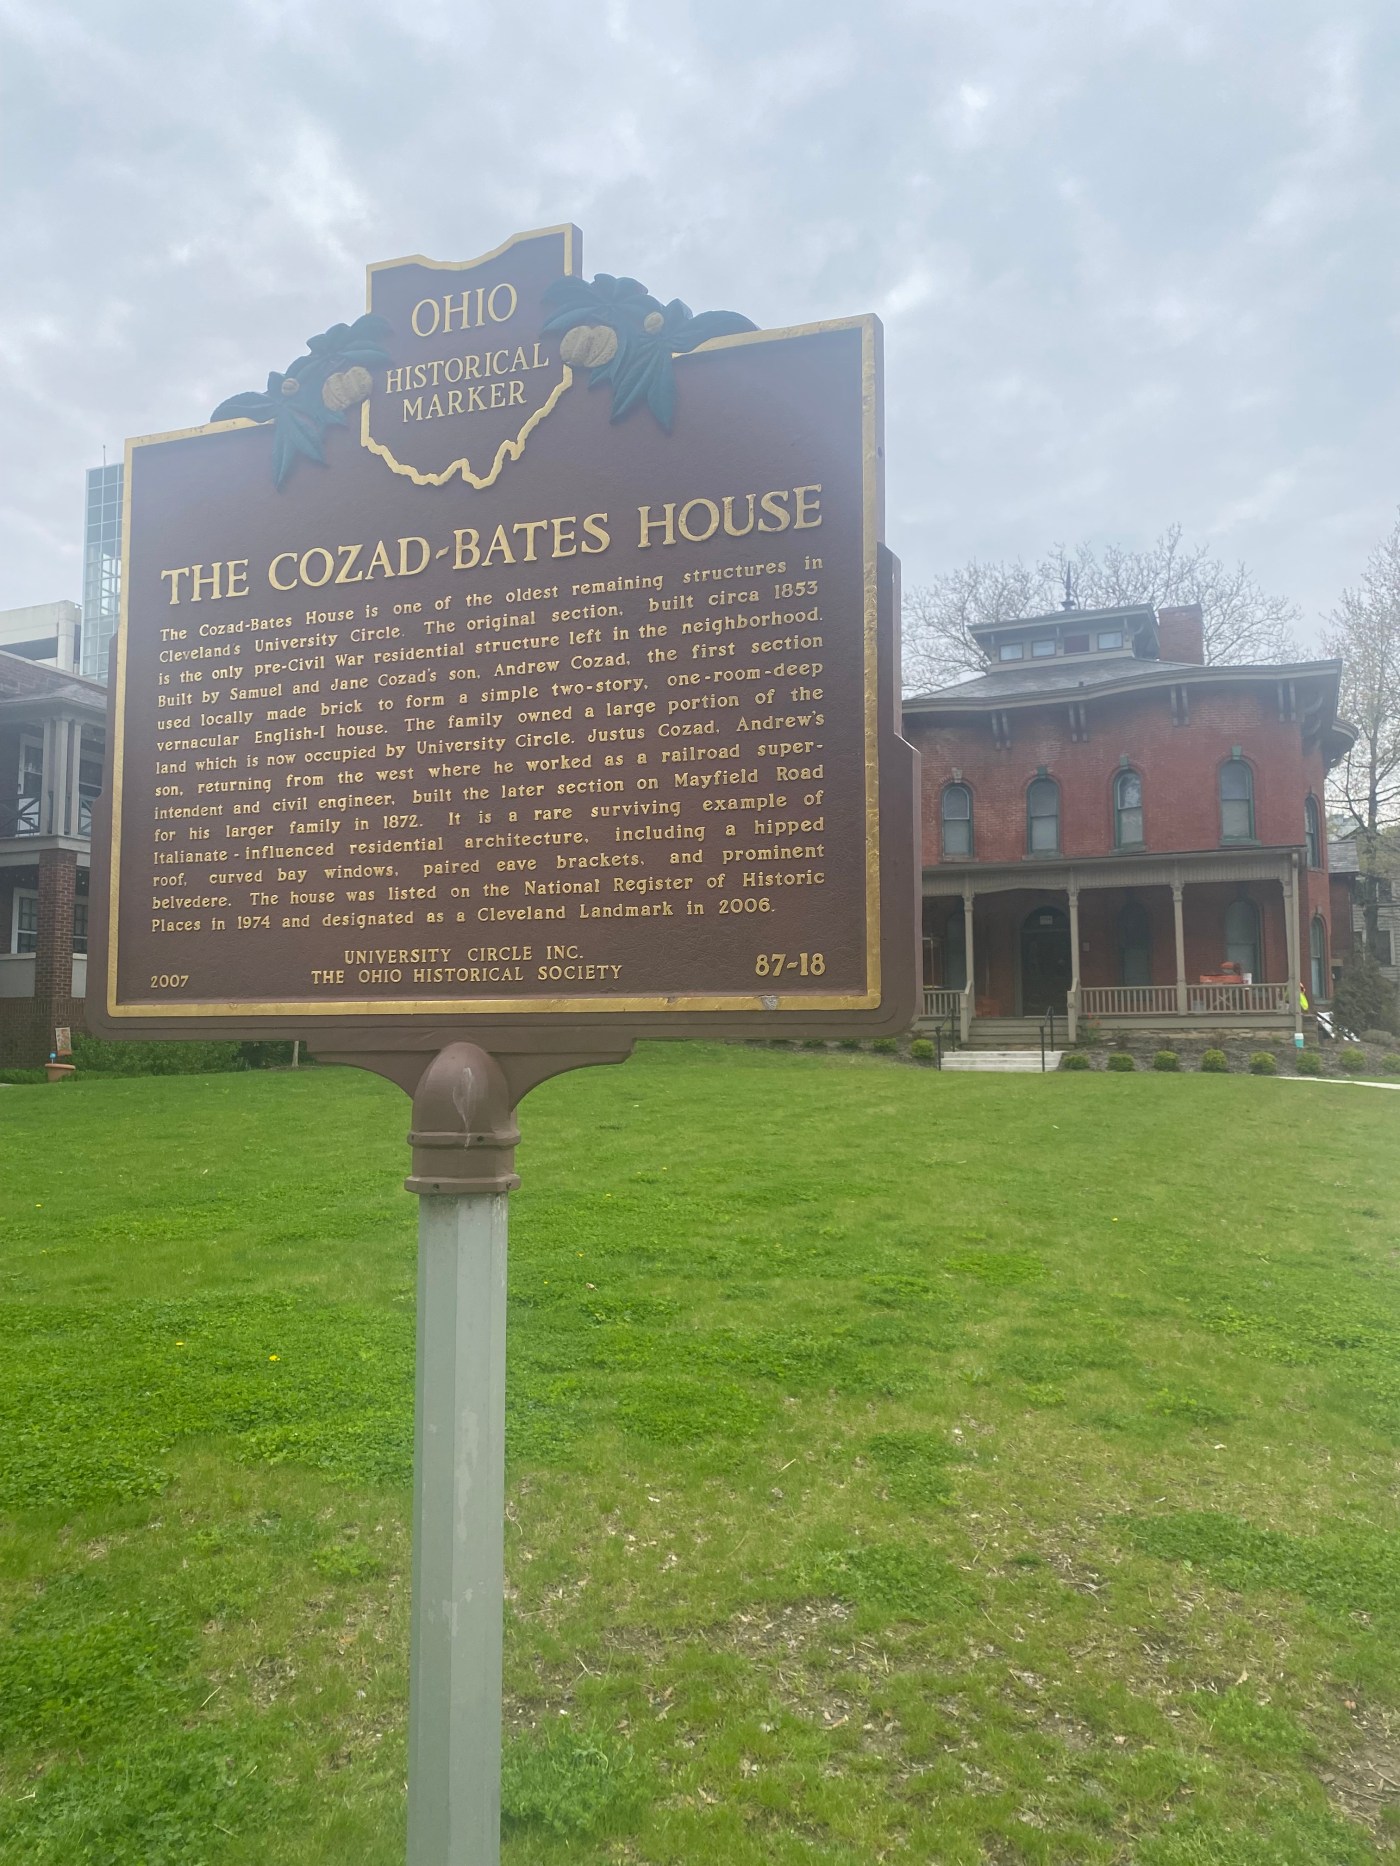 OHIO
HISTORICAL
MARKER
THE COZAD-BATES HOUSE
The Cozad-Bates House is one of the oldest remaining structures in
Cleveland's University Circle. The original section, built circa 1853
is the only pre-Civil War residential structure left in the neighborhood.
Built by Samuel and Jane Cozad's son, Andrew Cozad, the first section
used locally made brick to form a simple two-story, one-room-deep
vernacular English-I house. The family owned a large portion of the
land which is now occupied by University Circle. Justus Cozad, Andrew's
son, returning from the west where he worked as a railroad super-
intendent and civil engineer, built the later section on Mayfield Road
for his larger family in 1872. It is a rare surviving example of
Italianate-influenced residential architecture, including a hipped
roof, curved bay windows, paired eave brackets, and prominent
belvedere. The house was listed on the National Register of Historic
Places in 1974 and designated as a Cleveland Landmark in 2006.
UNIVERSITY CIRCLE INC.
THE OHIO HISTORICAL SOCIETY
2007
87-18